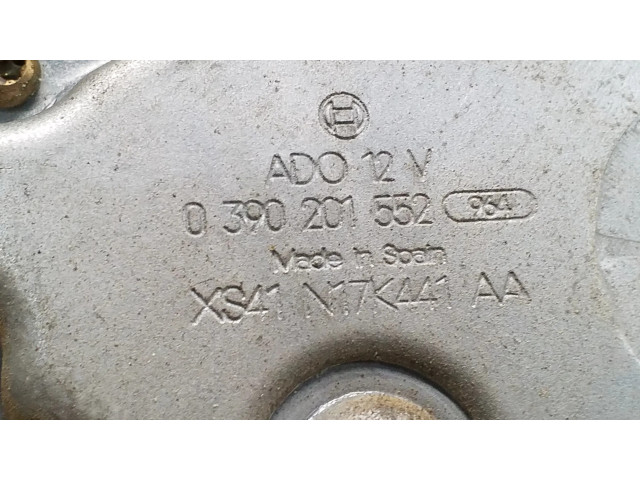 ADO 12 V
0 390 201 552 964
Made in Spain
XS41 N17K441 AA